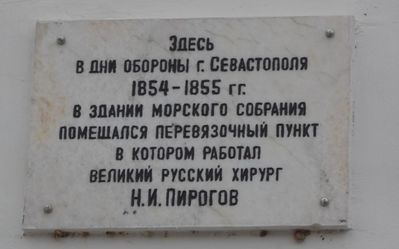 Здесь
в дни обороны г. Севастополя
1854-1855 гг.
в здании Морского собрания
помещался перевязочный пункт
в котором работал
великий русский хирург
Н.И. Пирогов